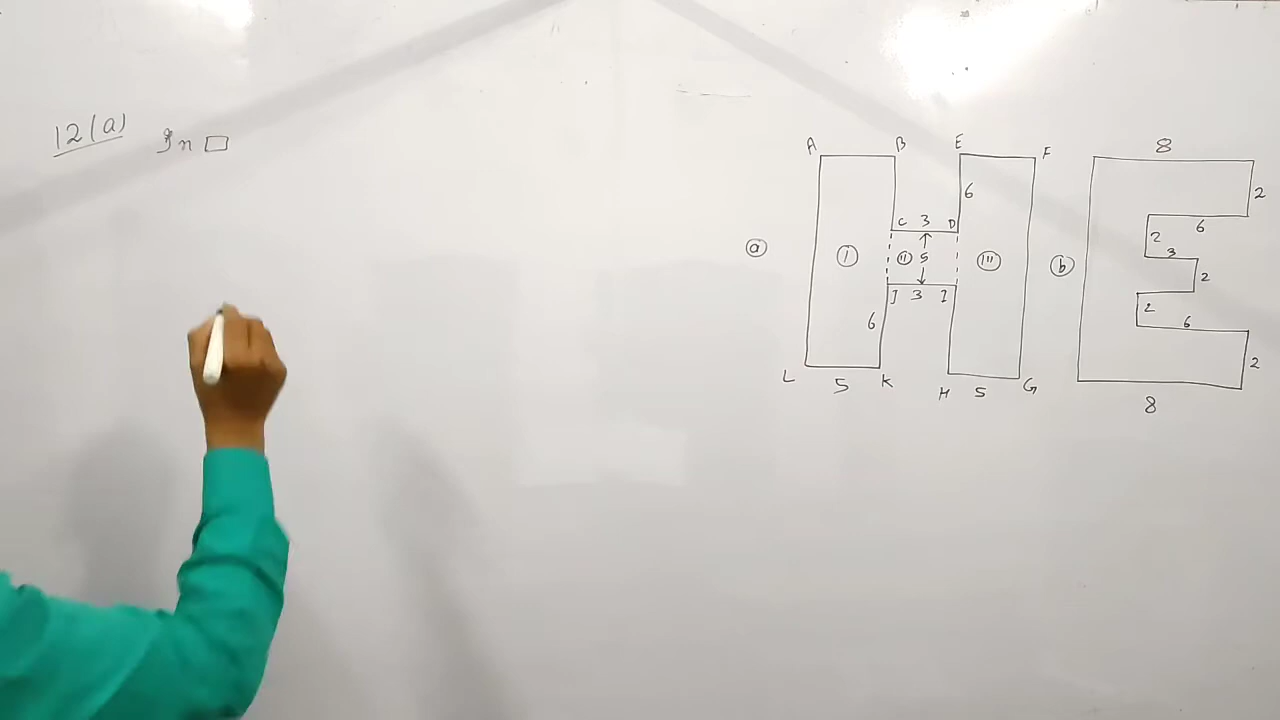 12(a) In □
A B E F 8
6 2
C 3 D 2 6
ⓐ Ⅰ Ⅱ 5 Ⅲ ⓑ 3
2
J 3 I 2
6 6
2
L 5 K H 5 G 8